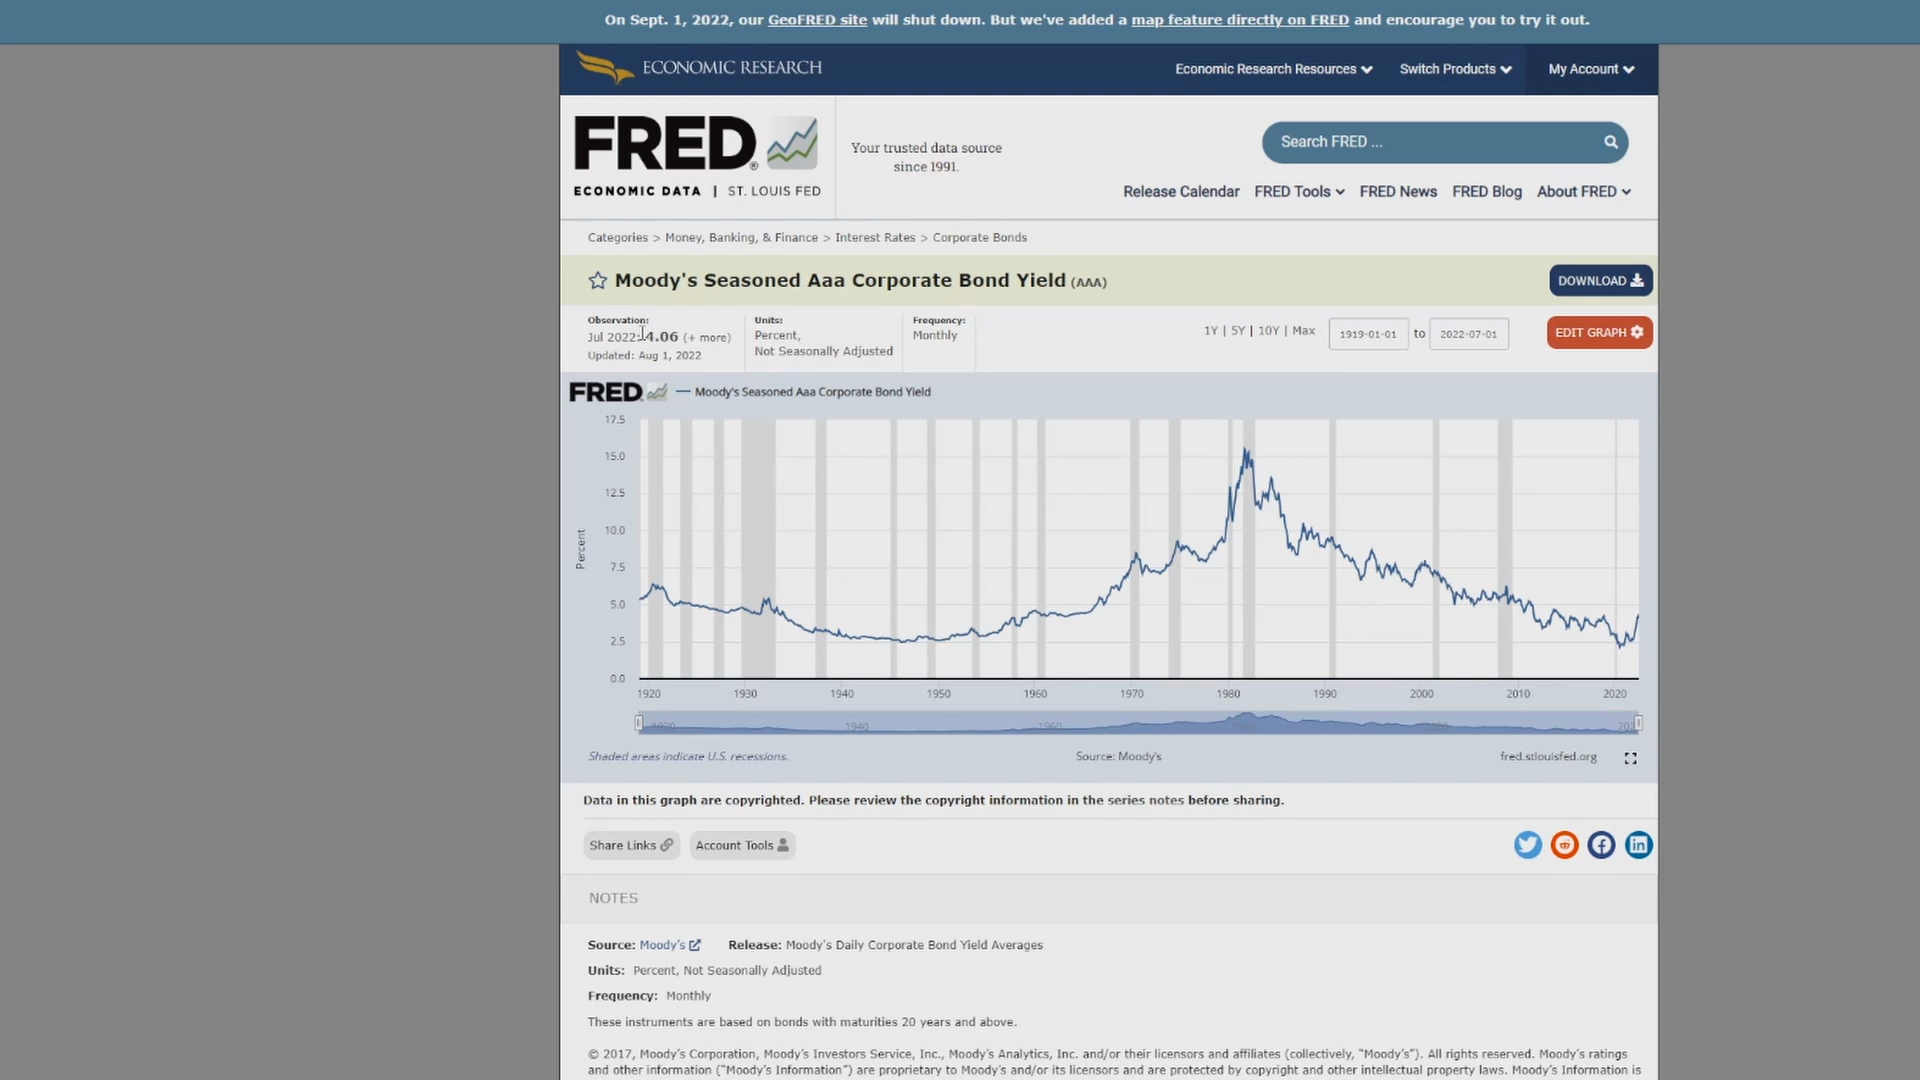 On Sept. 1, 2022, our GeoFRED site will shut down. But we've added a map feature directly on FRED and encourage you to try it out.
ECONOMIC RESEARCH
Economic Research Resources
Switch Products
My Account
FRED®
ECONOMIC DATA | ST. LOUIS FED
Your trusted data source
since 1991.
Search FRED ...
Release Calendar
FRED Tools
FRED News
FRED Blog
About FRED
Categories > Money, Banking, & Finance > Interest Rates > Corporate Bonds
Moody's Seasoned Aaa Corporate Bond Yield (AAA)
DOWNLOAD
Observation:
Jul 2022: 4.06 (+ more)
Updated: Aug 1, 2022
Units:
Percent,
Not Seasonally Adjusted
Frequency:
Monthly
1Y | 5Y | 10Y | Max
1919-01-01 to 2022-07-01
EDIT GRAPH
FRED
Moody's Seasoned Aaa Corporate Bond Yield
17.5
15.0
12.5
10.0
7.5
5.0
2.5
0.0
Percent
1920 1930 1940 1950 1960 1970 1980 1990 2000 2010 2020
1920 1940 1960
Shaded areas indicate U.S. recessions.
Source: Moody's
fred.stlouisfed.org
Data in this graph are copyrighted. Please review the copyright information in the series notes before sharing.
Share Links
Account Tools
NOTES
Source: Moody's Release: Moody's Daily Corporate Bond Yield Averages
Units: Percent, Not Seasonally Adjusted
Frequency: Monthly
These instruments are based on bonds with maturities 20 years and above.
© 2017, Moody's Corporation, Moody's Investors Service, Inc., Moody's Analytics, Inc. and/or their licensors and affiliates (collectively, "Moody's"). All rights reserved. Moody's ratings
and other information ("Moody's Information") are proprietary to Moody's and/or its licensors and are protected by copyright and other intellectual property laws. Moody's Information is